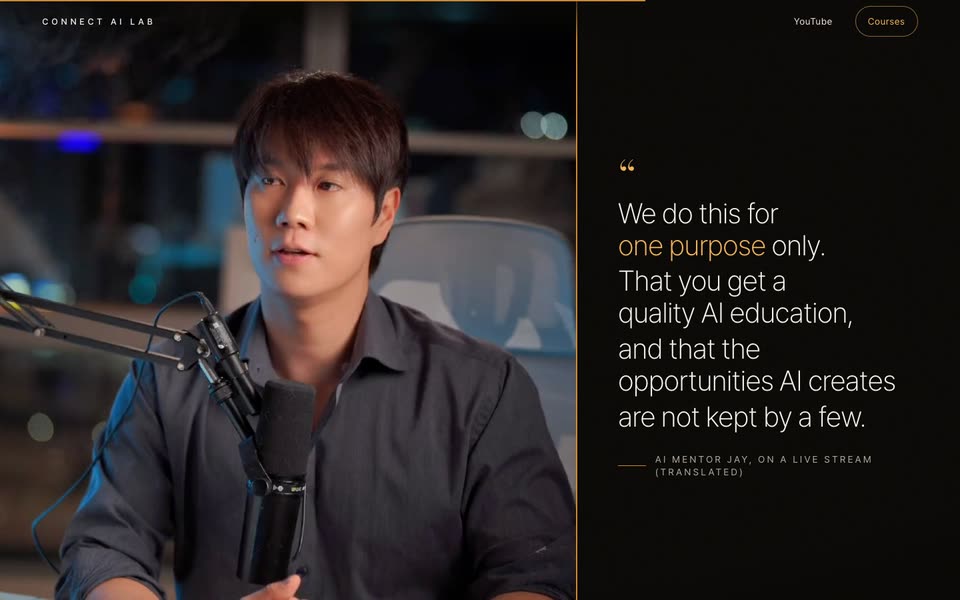 CONNECT AI LAB
YouTube
Courses
“
We do this for
one purpose only.
That you get a
quality AI education,
and that the
opportunities AI creates
are not kept by a few.
AI MENTOR JAY, ON A LIVE STREAM
(TRANSLATED)